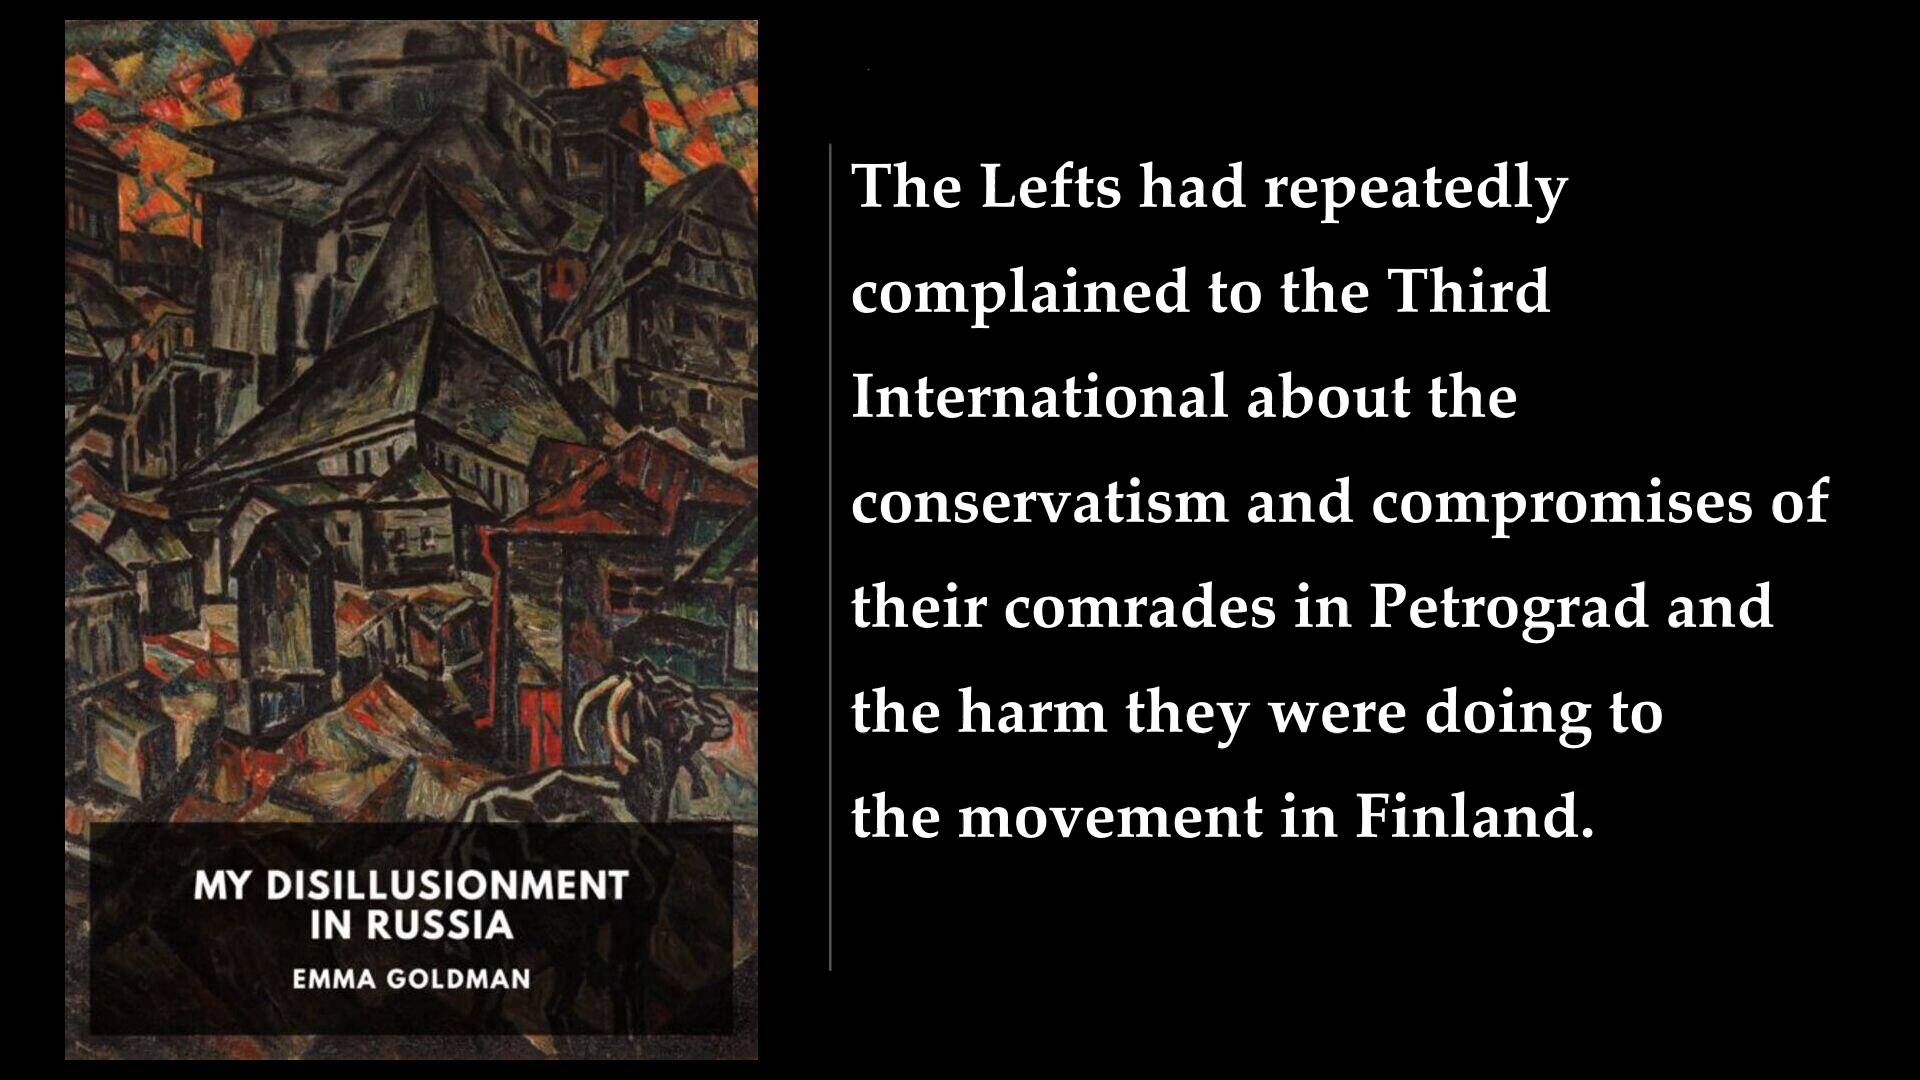 The Lefts had repeatedly
complained to the Third
International about the
conservatism and compromises of
their comrades in Petrograd and
the harm they were doing to
the movement in Finland.
MY DISILLUSIONMENT
IN RUSSIA
EMMA GOLDMAN